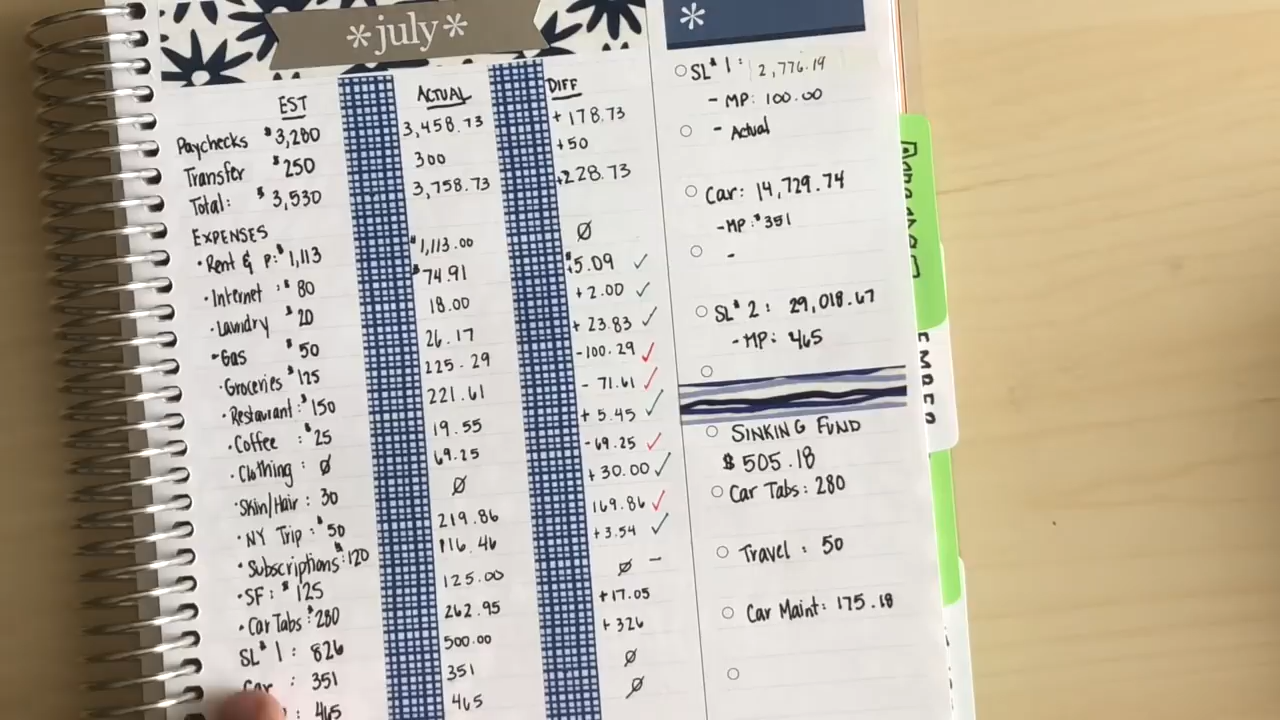 *july*
EST ACTUAL DIFF
Paychecks $3,280 3,458.73 +178.73
Transfer $250 300 +50
Total: $3,530 3,758.73 +228.73
EXPENSES
• Rent & P: $1,113 $1,113.00 Ø
• Internet : $80 $74.91 $5.09 ✓
• Laundry $20 18.00 +2.00 ✓
• Gas $50 26.17 +23.83 ✓
• Groceries $125 225.29 -100.29 ✓
• Restaurant: $150 221.61 -71.61 ✓
• Coffee : $25 19.55 +5.45 ✓
• Clothing : Ø 69.25 -69.25 ✓
• Skin/Hair : 30 Ø +30.00 ✓
• NY Trip : $50 219.86 169.86 ✓
• Subscriptions: $120 116.46 +3.54 ✓
• SF : $125 125.00 Ø –
• Car Tabs: $280 262.95 +17.05
SL# 1 : 826 500.00 +326
Car : 351 351 Ø
: 465 465 Ø
*
SL# 1 : 2,776.19
- MP: 100.00
- Actual
Car: 14,729.74
- MP: $351
-
SL# 2 : 29,018.67
- MP: 465
SINKING FUND
$505.18
Car Tabs: 280
Travel : 50
Car Maint: 175.18